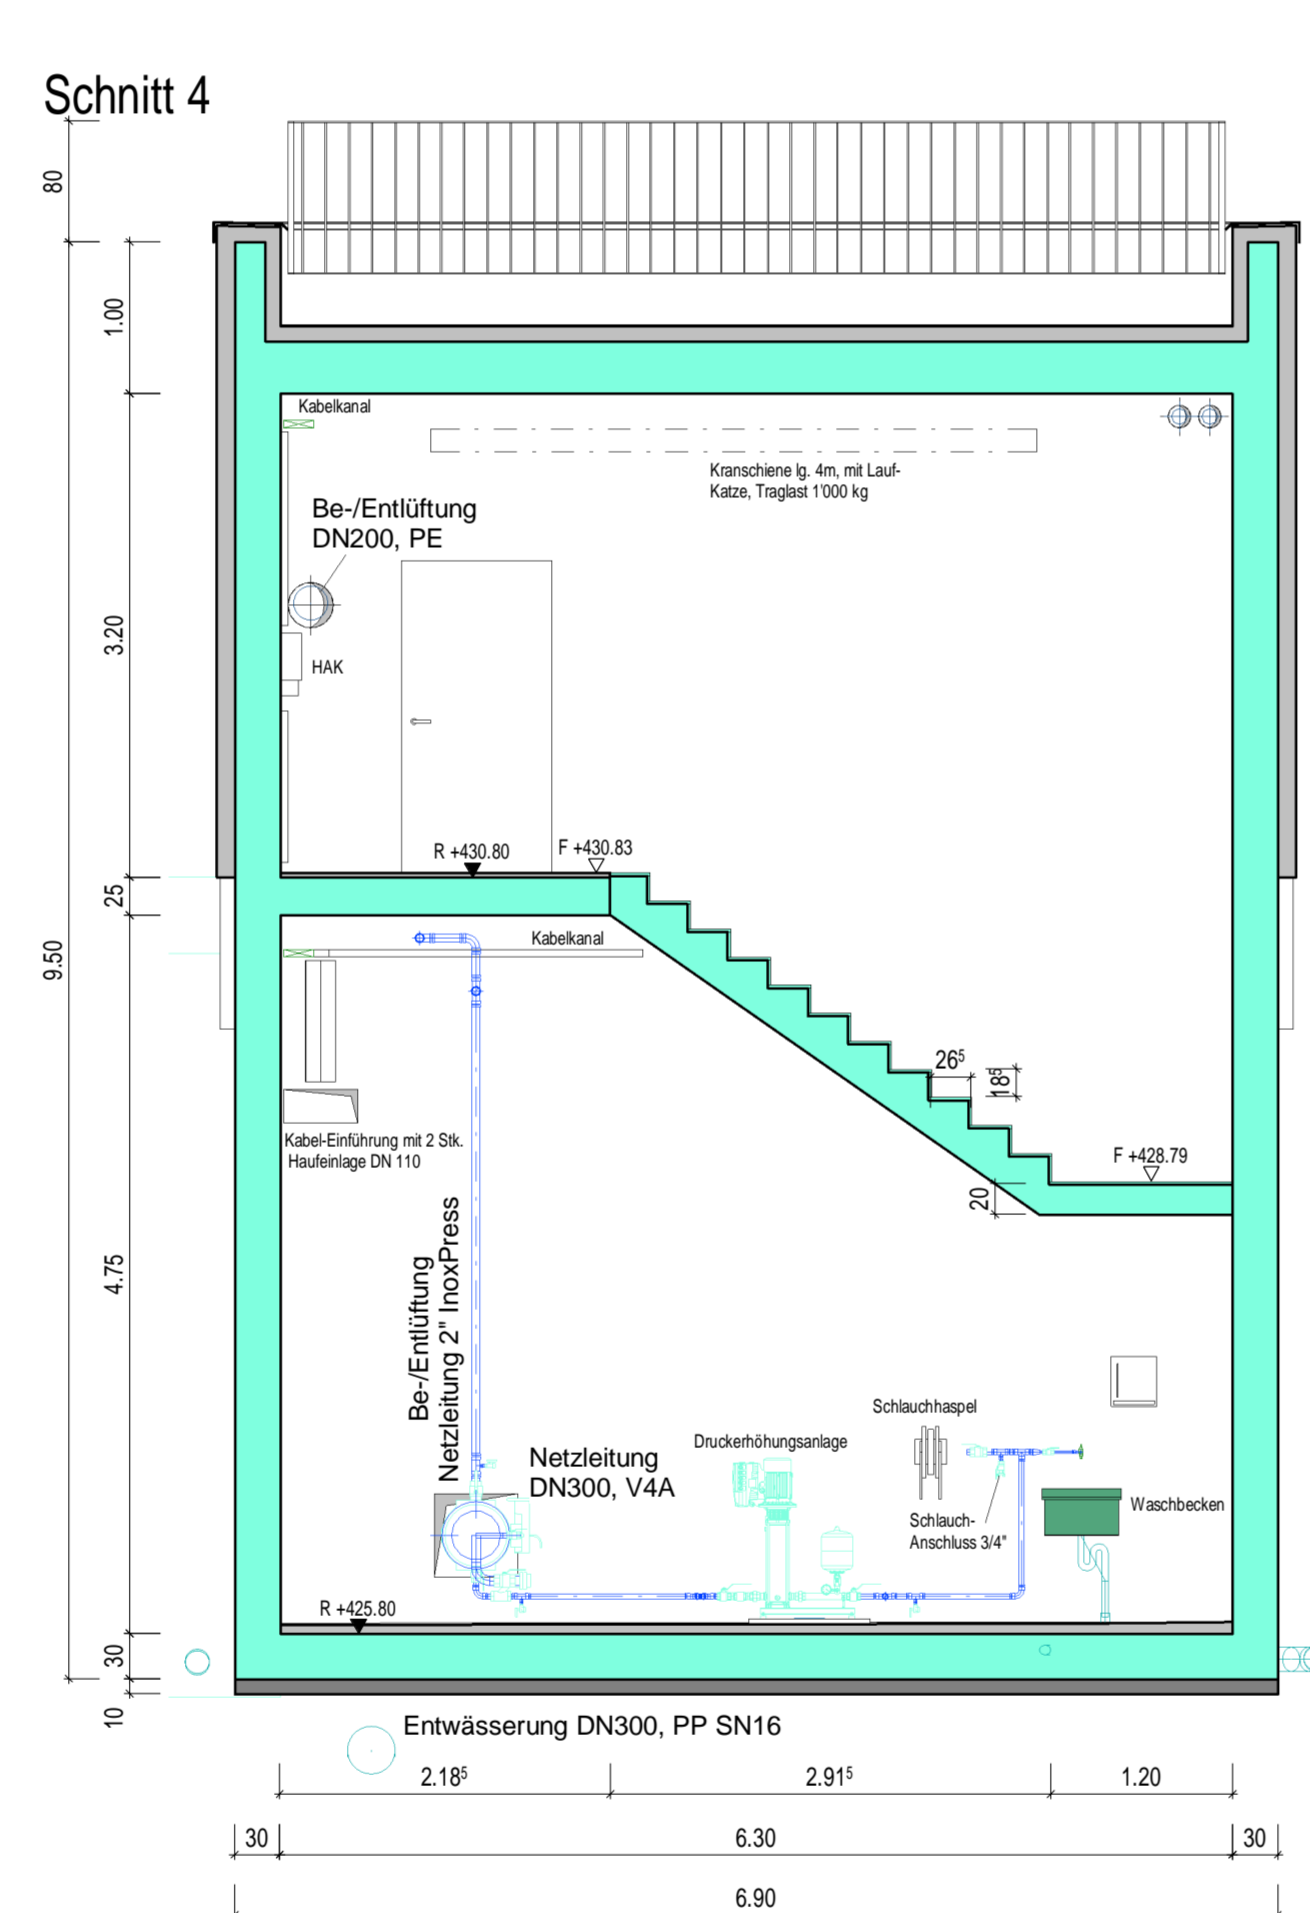 Schnitt 4
80
1.00
Kabelkanal
Kranschiene lg. 4m, mit Lauf-
Katze, Traglast 1'000 kg
Be-/Entlüftung
DN200, PE
3.20
HAK
R +430.80
F +430.83
25
9.50
Kabelkanal
26⁵
18⁵
Kabel-Einführung mit 2 Stk.
Haufeinlage DN 110
F +428.79
20
4.75
Be-/Entlüftung
Netzleitung 2" InoxPress
Schlauchhaspel
Druckerhöhungsanlage
Netzleitung
DN300, V4A
Waschbecken
Schlauch-
Anschluss 3/4"
R +425.80
30
10
Entwässerung DN300, PP SN16
2.18⁵
2.91⁵
1.20
30
6.30
30
6.90